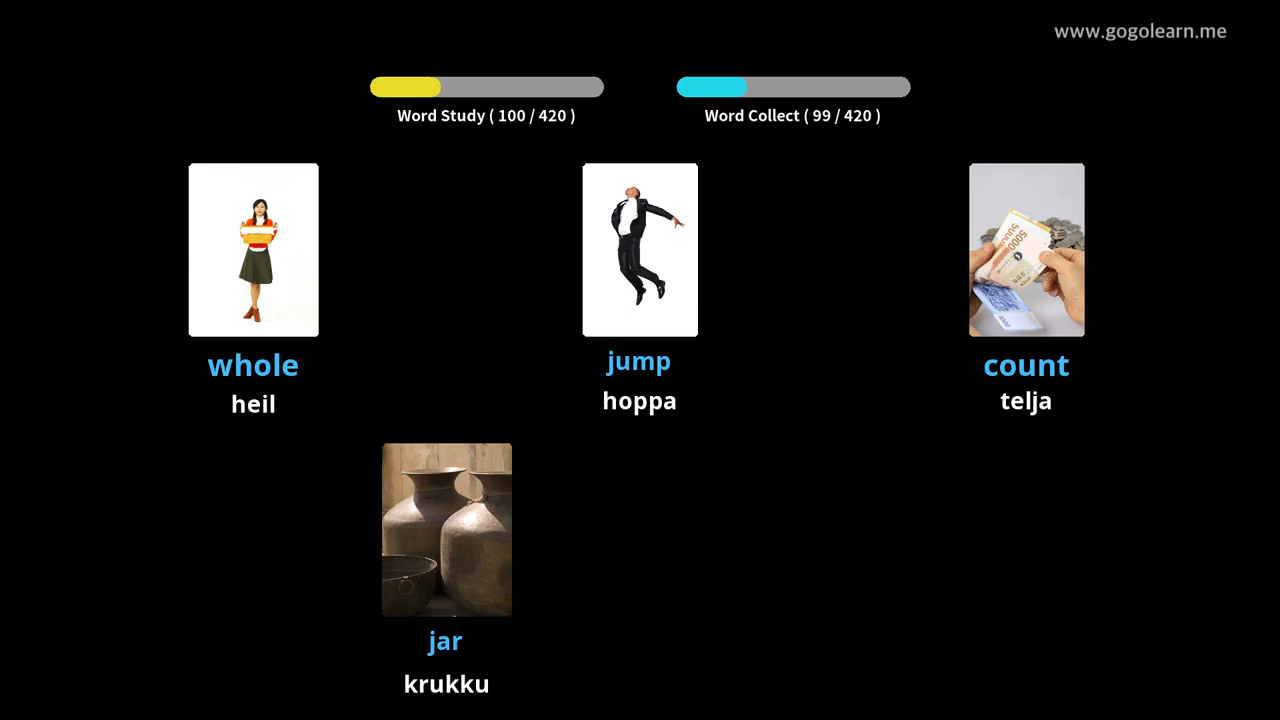 www.gogolearn.me
Word Study ( 100 / 420 )
Word Collect ( 99 / 420 )
whole
heil
jump
hoppa
count
telja
jar
krukku